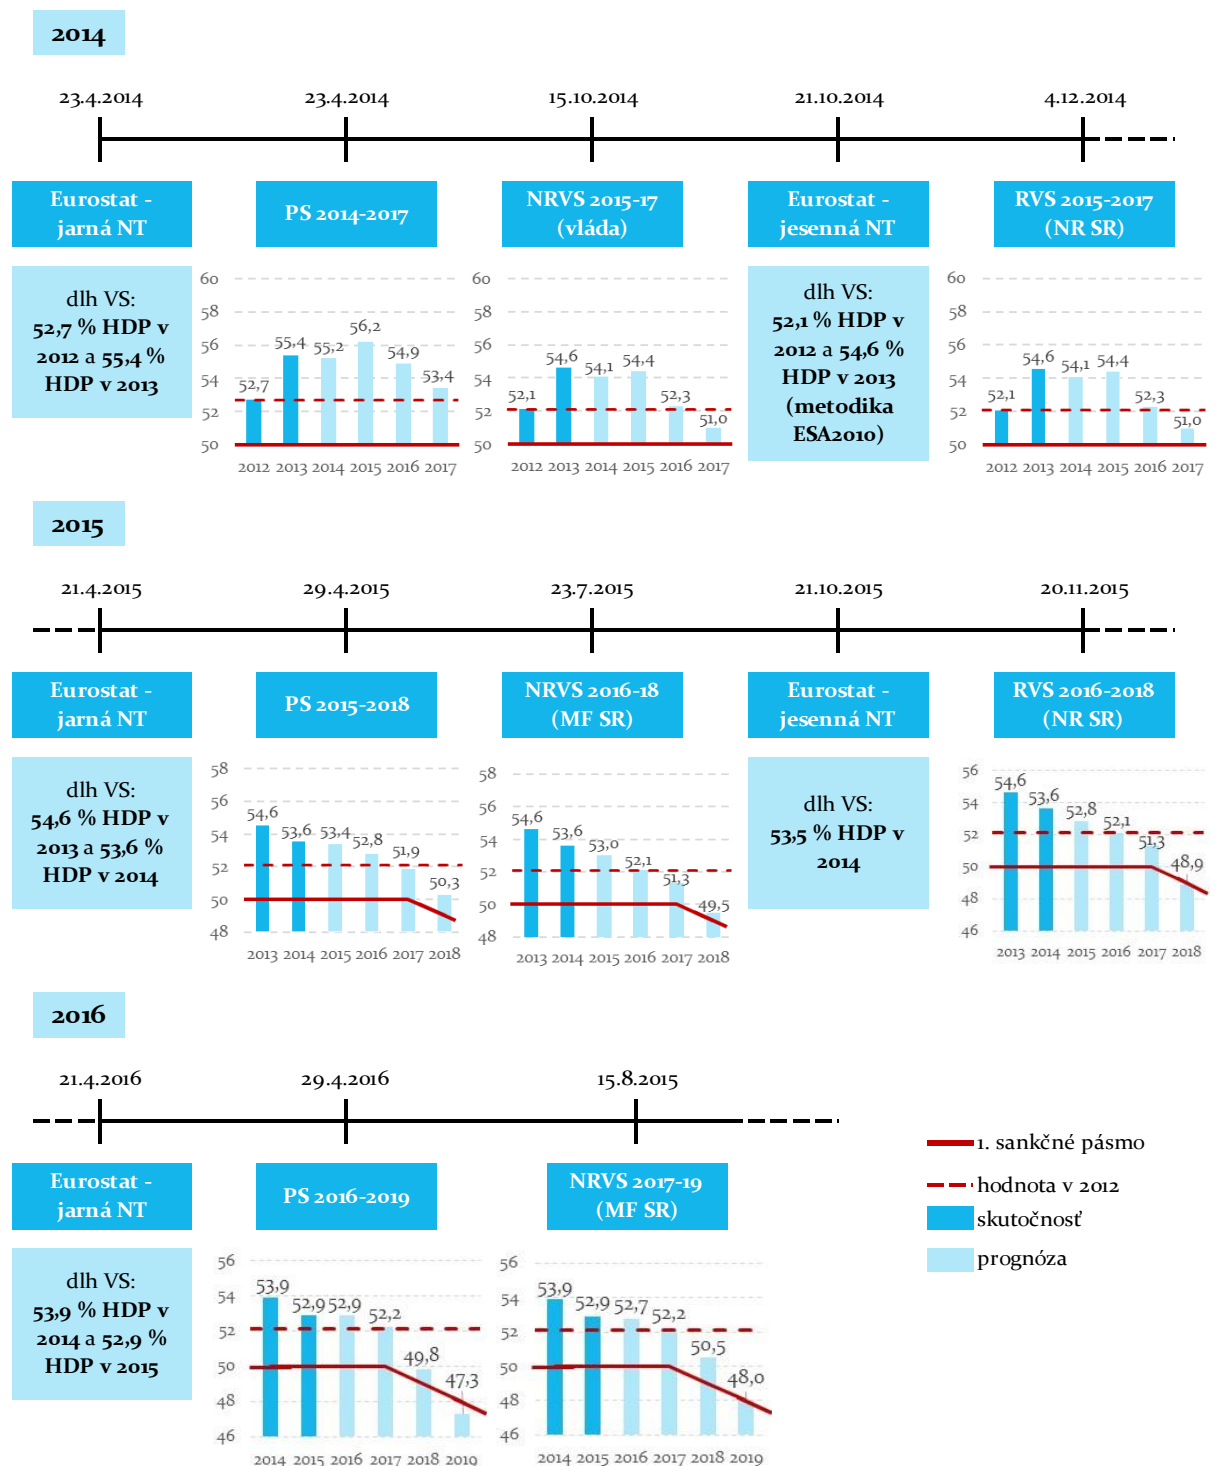 2014
23.4.2014 23.4.2014 15.10.2014 21.10.2014 4.12.2014
Eurostat -
jarná NT
PS 2014-2017
NRVS 2015-17
(vláda)
Eurostat -
jesenná NT
RVS 2015-2017
(NR SR)
dlh VS:
52,7 % HDP v
2012 a 55,4 %
HDP v 2013
60
58
56
54
52
50
52,7 55,4 55,2 56,2 54,9 53,4
2012 2013 2014 2015 2016 2017
60
58
56
54
52
50
52,1 54,6 54,1 54,4 52,3 51,0
2012 2013 2014 2015 2016 2017
dlh VS:
52,1 % HDP v
2012 a 54,6 %
HDP v 2013
(metodika
ESA2010)
60
58
56
54
52
50
52,1 54,6 54,1 54,4 52,3 51,0
2012 2013 2014 2015 2016 2017
2015
21.4.2015 29.4.2015 23.7.2015 21.10.2015 20.11.2015
Eurostat -
jarná NT
PS 2015-2018
NRVS 2016-18
(MF SR)
Eurostat -
jesenná NT
RVS 2016-2018
(NR SR)
dlh VS:
54,6 % HDP v
2013 a 53,6 %
HDP v 2014
58
56
54
52
50
48
54,6 53,6 53,4 52,8 51,9 50,3
2013 2014 2015 2016 2017 2018
58
56
54
52
50
48
54,6 53,6 53,0 52,1 51,3 49,5
2013 2014 2015 2016 2017 2018
dlh VS:
53,5 % HDP v
2014
56
54
52
50
48
46
54,6 53,6 52,8 52,1 51,3 48,9
2013 2014 2015 2016 2017 2018
2016
21.4.2016 29.4.2016 15.8.2015
Eurostat -
jarná NT
PS 2016-2019
NRVS 2017-19
(MF SR)
dlh VS:
53,9 % HDP v
2014 a 52,9 %
HDP v 2015
56
54
52
50
48
46
53,9 52,9 52,9 52,2 49,8 47,3
2014 2015 2016 2017 2018 2019
56
54
52
50
48
46
53,9 52,9 52,7 52,2 50,5 48,0
2014 2015 2016 2017 2018 2019
1. sankčné pásmo
hodnota v 2012
skutočnosť
prognóza